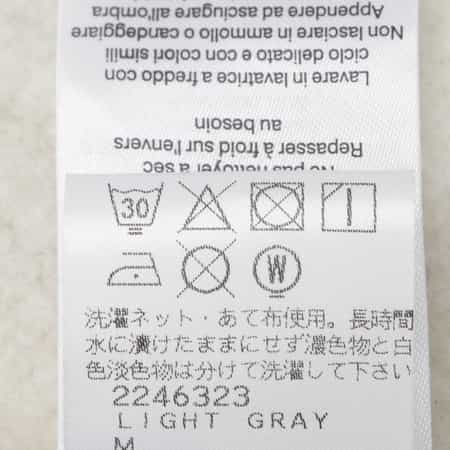 Ne pas nettoyer à sec
Repasser à froid sur l'envers
au besoin
Lavare in lavatrice a freddo con
ciclo delicato e con colori simili
Non lasciare in ammollo o candeggiare
Appendere ad asciugare all'ombra
30
W
洗濯ネット・あて布使用。長時間
水に漬けたままにせず濃色物と白
色淡色物は分けて洗濯して下さい
2246323
LIGHT GRAY
M